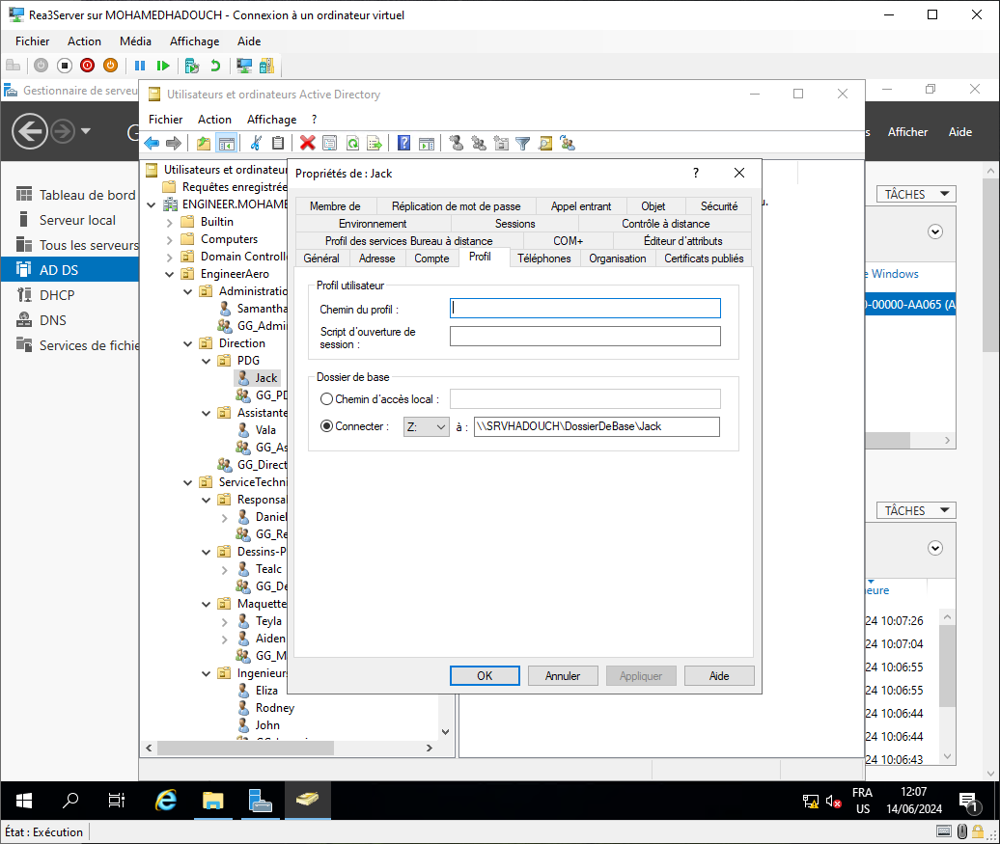 Rea3Server sur MOHAMEDHADOUCH - Connexion à un ordinateur virtuel
Fichier Action Média Affichage Aide
Gestionnaire de serveu
Afficher Aide
Utilisateurs et ordinateurs Active Directory
Fichier Action Affichage ?
Tableau de bord
Serveur local
Tous les serveurs
AD DS
DHCP
DNS
Services de fichie
Utilisateurs et ordinateur
Requêtes enregistrée
ENGINEER.MOHAME
Builtin
Computers
Domain Controll
EngineerAero
Administratio
Samantha
GG_Admi
Direction
PDG
Jack
GG_PD
Assistante
Vala
GG_As
GG_Direct
ServiceTechni
Responsal
Daniel
GG_Re
Dessins-P
Tealc
GG_De
Maquette
Teyla
Aiden
GG_M
Ingenieurs
Eliza
Rodney
John
Propriétés de : Jack
?
Membre de Réplication de mot de passe Appel entrant Objet Sécurité
Environnement Sessions Contrôle à distance
Profil des services Bureau à distance COM+ Éditeur d'attributs
Général Adresse Compte Profil Téléphones Organisation Certificats publiés
Profil utilisateur
Chemin du profil :
Script d'ouverture de
session :
Dossier de base
Chemin d'accès local :
Connecter : Z: à : \\SRVHADOUCH\DossierDeBase\Jack
OK Annuler Appliquer Aide
TÂCHES
e Windows
0-00000-AA065 (A
TÂCHES
eure
24 10:07:26
24 10:07:04
24 10:06:55
24 10:06:55
24 10:06:44
24 10:06:44
24 10:06:43
FRA
US
12:07
14/06/2024
1
État : Exécution